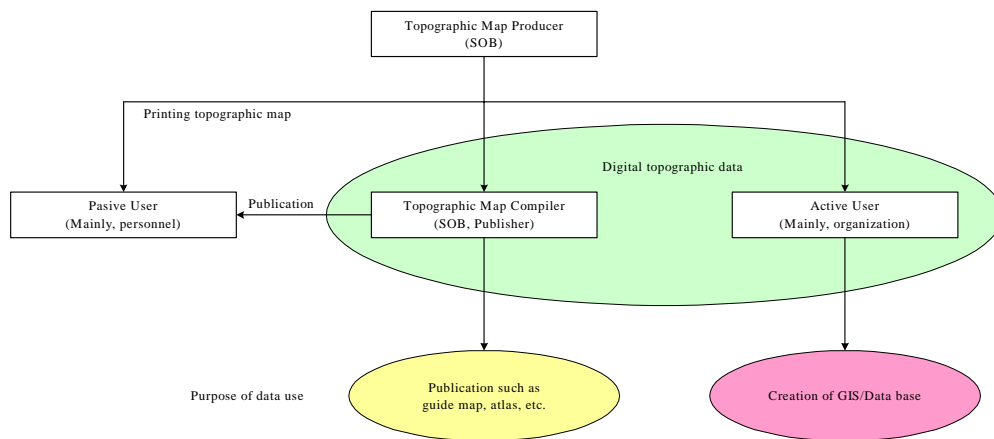 Topographic Map Producer
(SOB)
Printing topographic map
Digital topographic data
Pasive User
(Mainly, personnel)
Publication
Topographic Map Compiler
(SOB, Publisher)
Active User
(Mainly, organization)
Purpose of data use
Publication such as
guide map, atlas, etc.
Creation of GIS/Data base